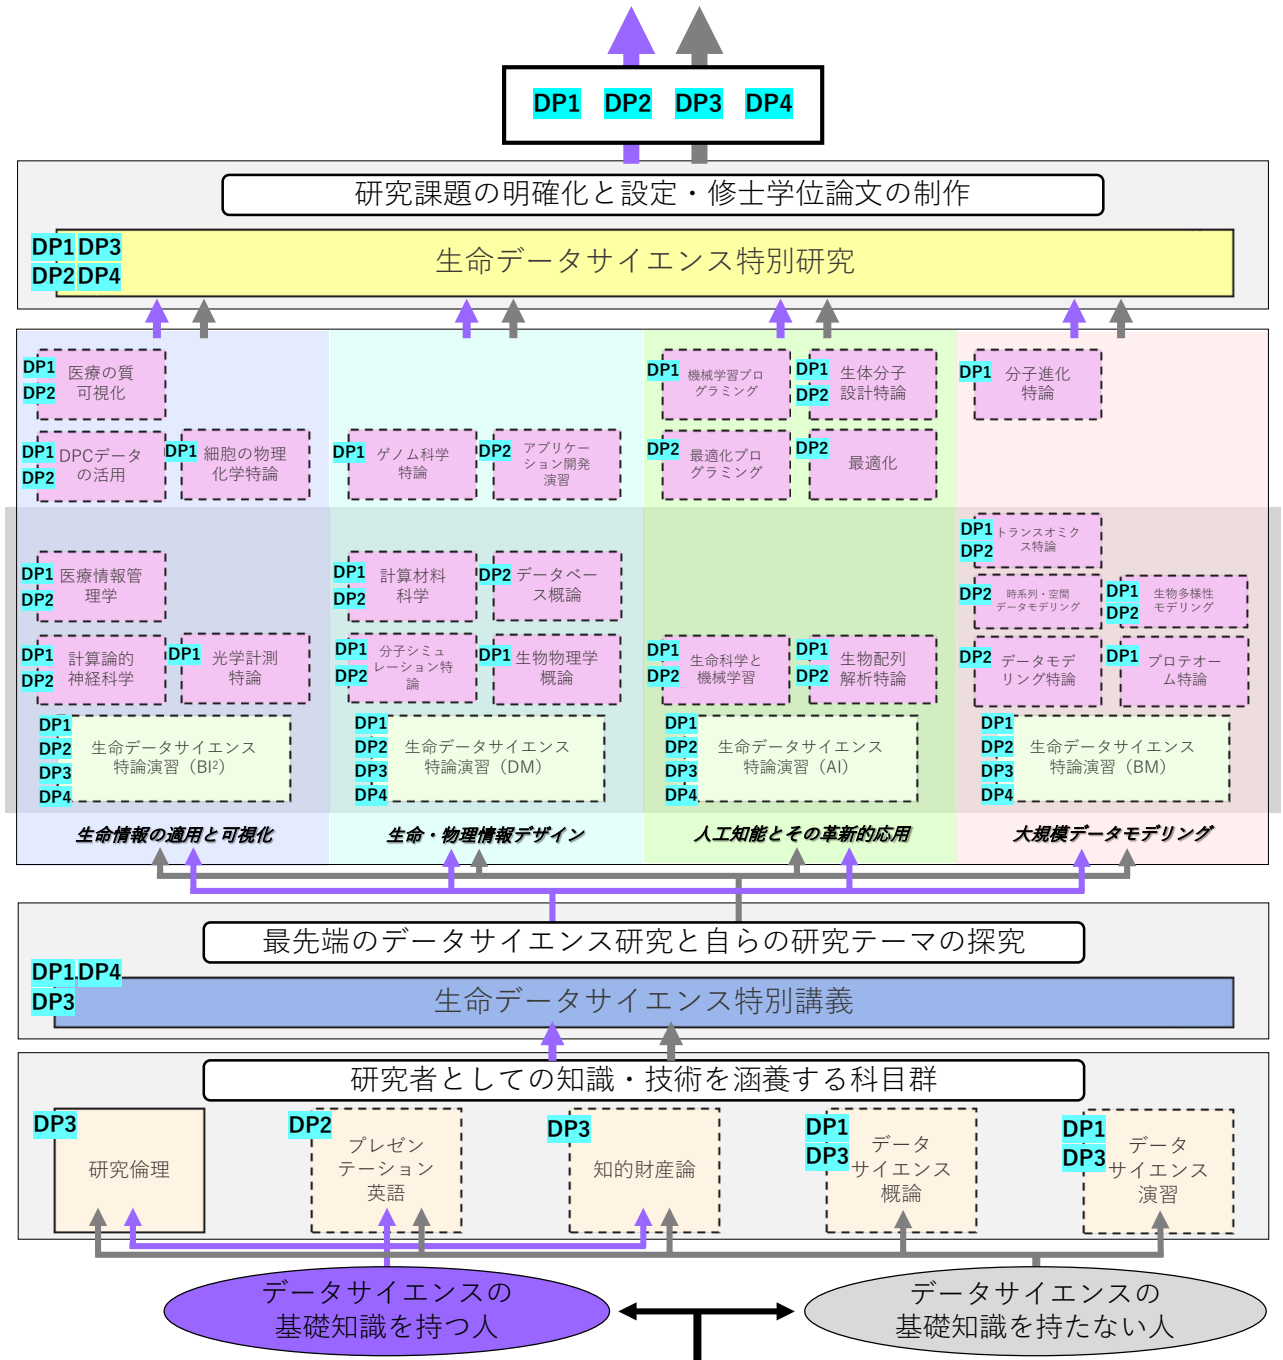 DP1 DP2 DP3 DP4
研究課題の明確化と設定・修士学位論文の制作
DP1 DP3
DP2 DP4
生命データサイエンス特別研究
DP1
DP2
医療の質
可視化
DP1
DP2
DPCデータ
の活用
DP1
細胞の物理
化学特論
DP1
ゲノム科学
特論
DP2
アプリケー
ション開発
演習
DP1
機械学習プロ
グラミング
DP1
DP2
生体分子
設計特論
DP2
最適化プロ
グラミング
DP2
最適化
DP1
分子進化
特論
DP1
DP2
医療情報管
理学
DP1
DP2
計算論的
神経科学
DP1
光学計測
特論
DP1
DP2
DP3
DP4
生命データサイエンス
特論演習（BI²）
DP1
DP2
計算材料
科学
DP2
データベー
ス概論
DP1
DP2
分子シミュ
レーション特
論
DP1
生物物理学
概論
DP1
DP2
DP3
DP4
生命データサイエンス
特論演習（DM）
DP1
DP2
生命科学と
機械学習
DP1
DP2
生物配列
解析特論
DP1
DP2
DP3
DP4
生命データサイエンス
特論演習（AI）
DP1
DP2
トランスオミク
ス特論
DP2
時系列・空間
データモデリング
DP1
DP2
生物多様性
モデリング
DP2
データモデ
リング特論
DP1
プロテオー
ム特論
DP1
DP2
DP3
DP4
生命データサイエンス
特論演習（BM）
生命情報の適用と可視化
生命・物理情報デザイン
人工知能とその革新的応用
大規模データモデリング
最先端のデータサイエンス研究と自らの研究テーマの探究
DP1 DP4
DP3
生命データサイエンス特別講義
研究者としての知識・技術を涵養する科目群
DP3
研究倫理
DP2
プレゼン
テーション
英語
DP3
知的財産論
DP1
DP3
データ
サイエンス
概論
DP1
DP3
データ
サイエンス
演習
データサイエンスの
基礎知識を持つ人
データサイエンスの
基礎知識を持たない人